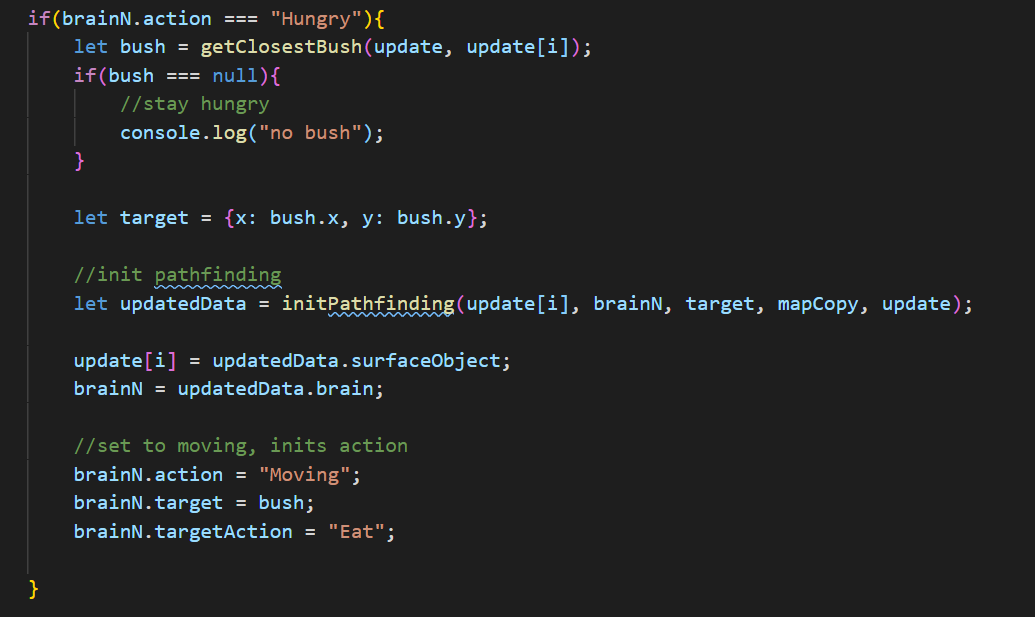 if(brainN.action === "Hungry"){
let bush = getClosestBush(update, update[i]);
if(bush === null){
//stay hungry
console.log("no bush");
}
let target = {x: bush.x, y: bush.y};
//init pathfinding
let updatedData = initPathfinding(update[i], brainN, target, mapCopy, update);
update[i] = updatedData.surfaceObject;
brainN = updatedData.brain;
//set to moving, inits action
brainN.action = "Moving";
brainN.target = bush;
brainN.targetAction = "Eat";
}